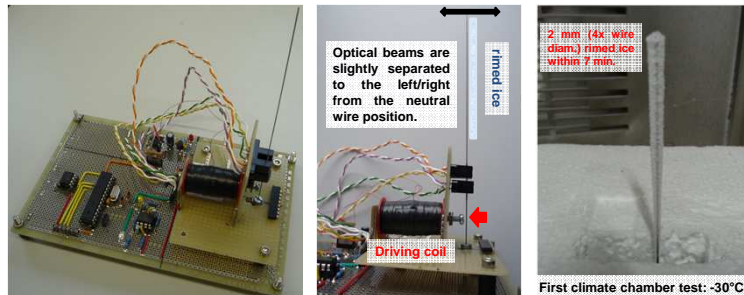 Optical beams are
slightly separated
to the left/right
from the neutral
wire position.
rimed ice
Driving coil
2 mm (4x wire
diam.) rimed ice
within 7 min.
First climate chamber test: -30°C